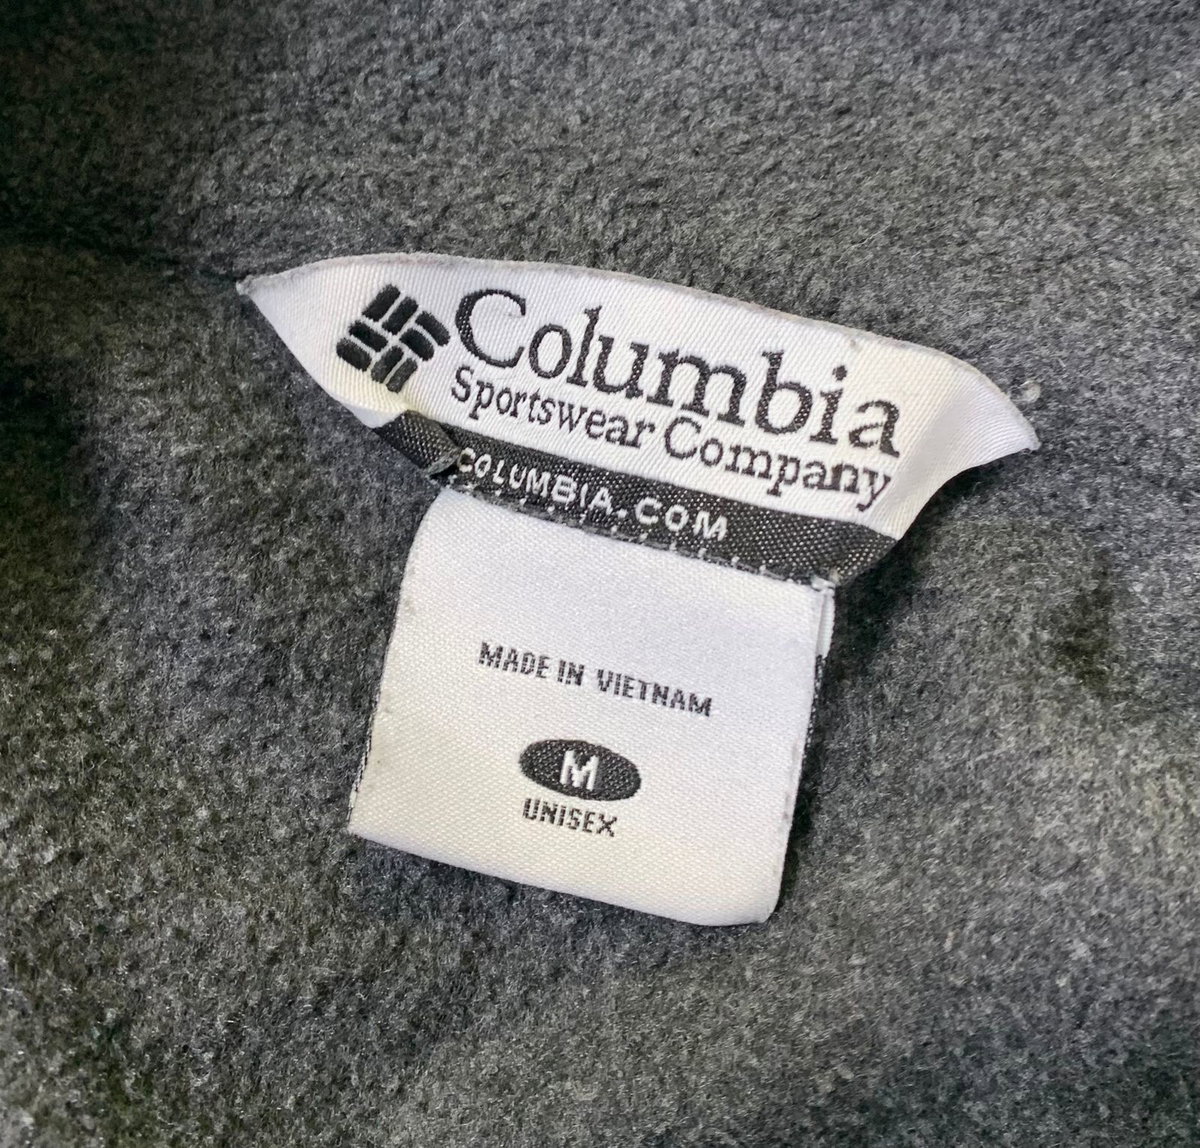 Columbia
Sportswear Company
COLUMBIA.COM
MADE IN VIETNAM
M
UNISEX